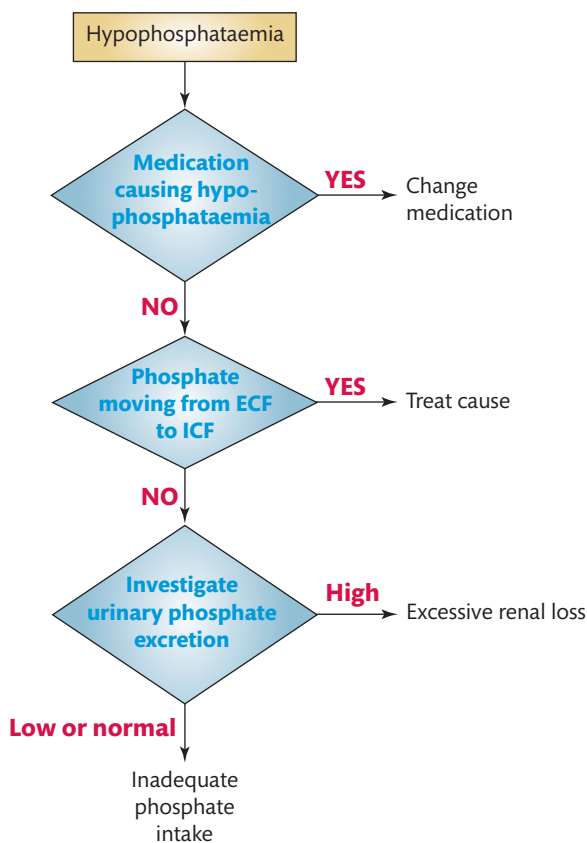 Hypophosphataemia
Medication
causing hypo-
phosphataemia
YES
Change
medication
NO
Phosphate
moving from ECF
to ICF
YES
Treat cause
NO
Investigate
urinary phosphate
excretion
High
Excessive renal loss
Low or normal
Inadequate
phosphate
intake